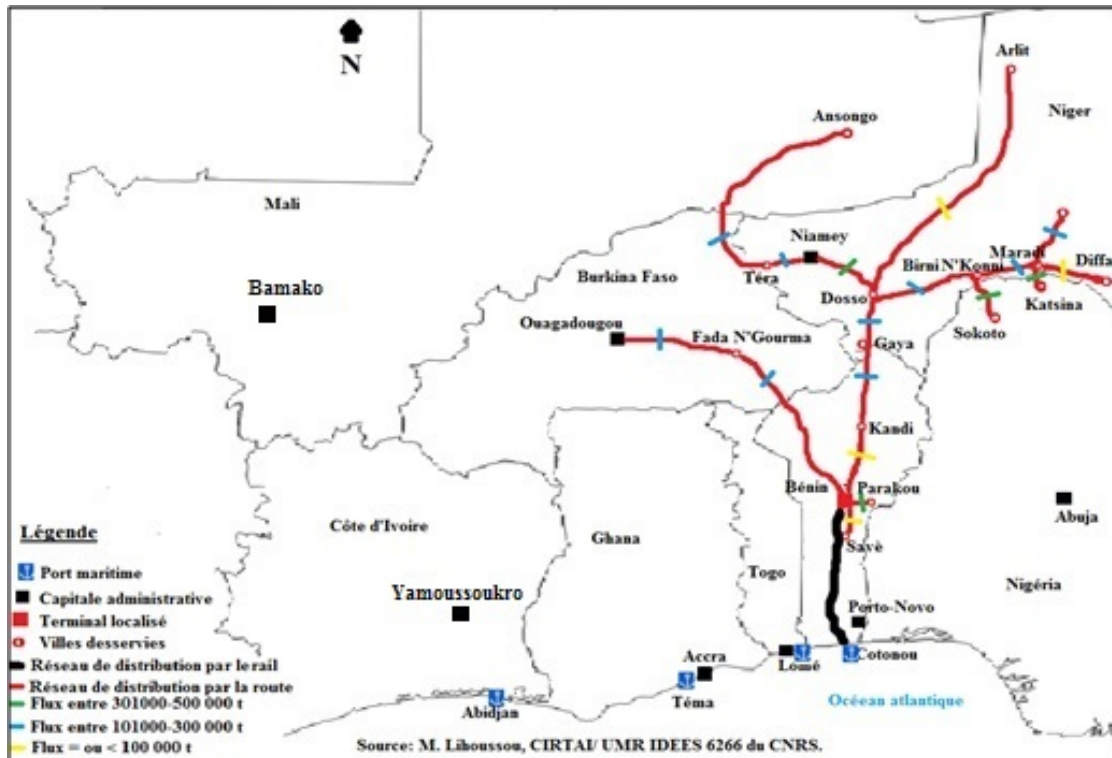 N
Arlit
Ansongo
Niger
Mali
Niamey
Maradi
Birni N'Konni
Diffa
Burkina Faso
Téra
Bamako
Dosso
Katsina
Ouagadougou
Sokoto
Fada N'Gourma
Gaya
Kandi
Bénin
Parakou
Abuja
Côte d'Ivoire
Ghana
Savè
Légende
Togo
Nigéria
Port maritime
Yamoussoukro
Capitale administrative
Porto-Novo
Terminal localisé
Villes desservies
Accra
Lomé
Cotonou
Réseau de distribution par le rail
Réseau de distribution par la route
Océean atlantique
Flux entre 301000-500 000 t
Téma
Abidjan
Flux entre 101000-300 000 t
Flux = ou < 100 000 t
Source: M. Lihoussou, CIRTAI/ UMR IDEES 6266 du CNRS.